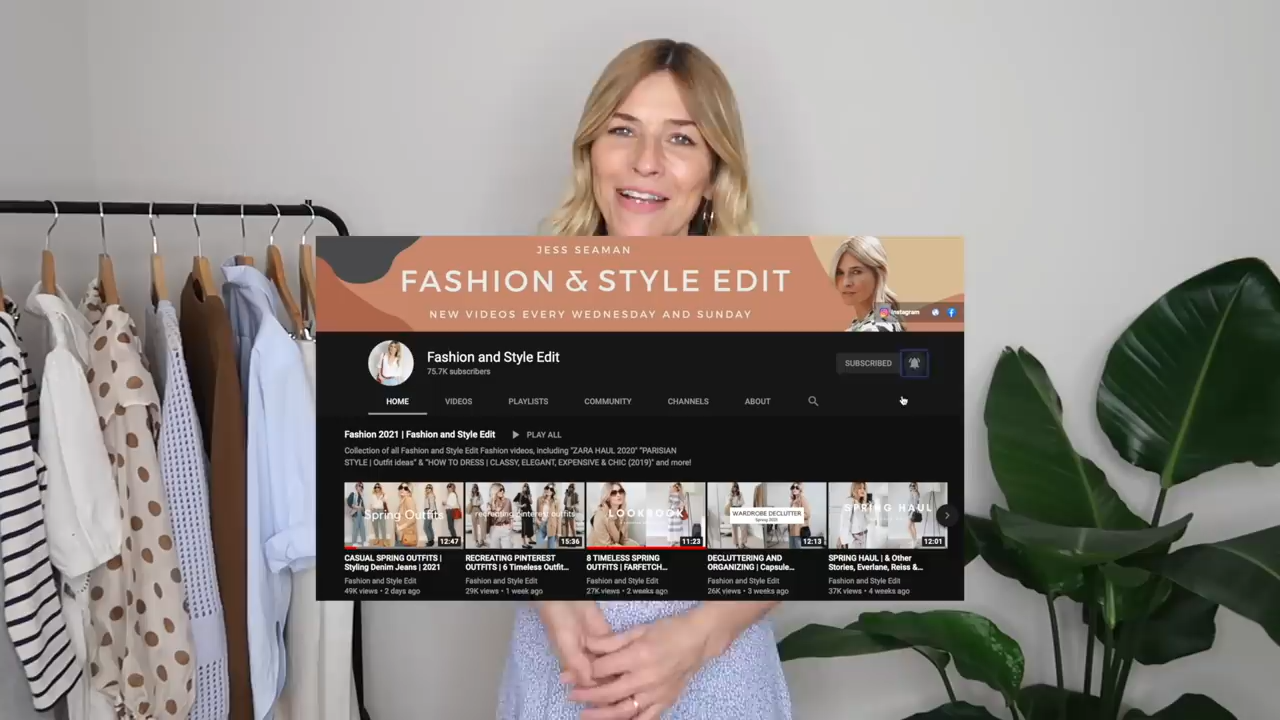 JESS SEAMAN
FASHION & STYLE EDIT
NEW VIDEOS EVERY WEDNESDAY AND SUNDAY
Instagram
Fashion and Style Edit
75.7K subscribers
SUBSCRIBED
HOME VIDEOS PLAYLISTS COMMUNITY CHANNELS ABOUT
Fashion 2021 | Fashion and Style Edit PLAY ALL
Collection of all Fashion and Style Edit Fashion videos, including "ZARA HAUL 2020" "PARISIAN
STYLE | Outfit ideas" & "HOW TO DRESS | CLASSY, ELEGANT, EXPENSIVE & CHIC (2019)" and more!
Spring Outfits
12:47
recreating pinterest outfits
15:36
LOOKBOOK
11:23
WARDROBE DECLUTTER
12:13
SPRING HAUL
12:01
CASUAL SPRING OUTFITS |
Styling Denim Jeans | 2021
Fashion and Style Edit
49K views • 2 days ago
RECREATING PINTEREST
OUTFITS | 6 Timeless Outfit...
Fashion and Style Edit
29K views • 1 week ago
8 TIMELESS SPRING
OUTFITS | FARFETCH...
Fashion and Style Edit
27K views • 2 weeks ago
DECLUTTERING AND
ORGANIZING | Capsule...
Fashion and Style Edit
26K views • 3 weeks ago
SPRING HAUL | & Other
Stories, Everlane, Reiss &...
Fashion and Style Edit
37K views • 4 weeks ago